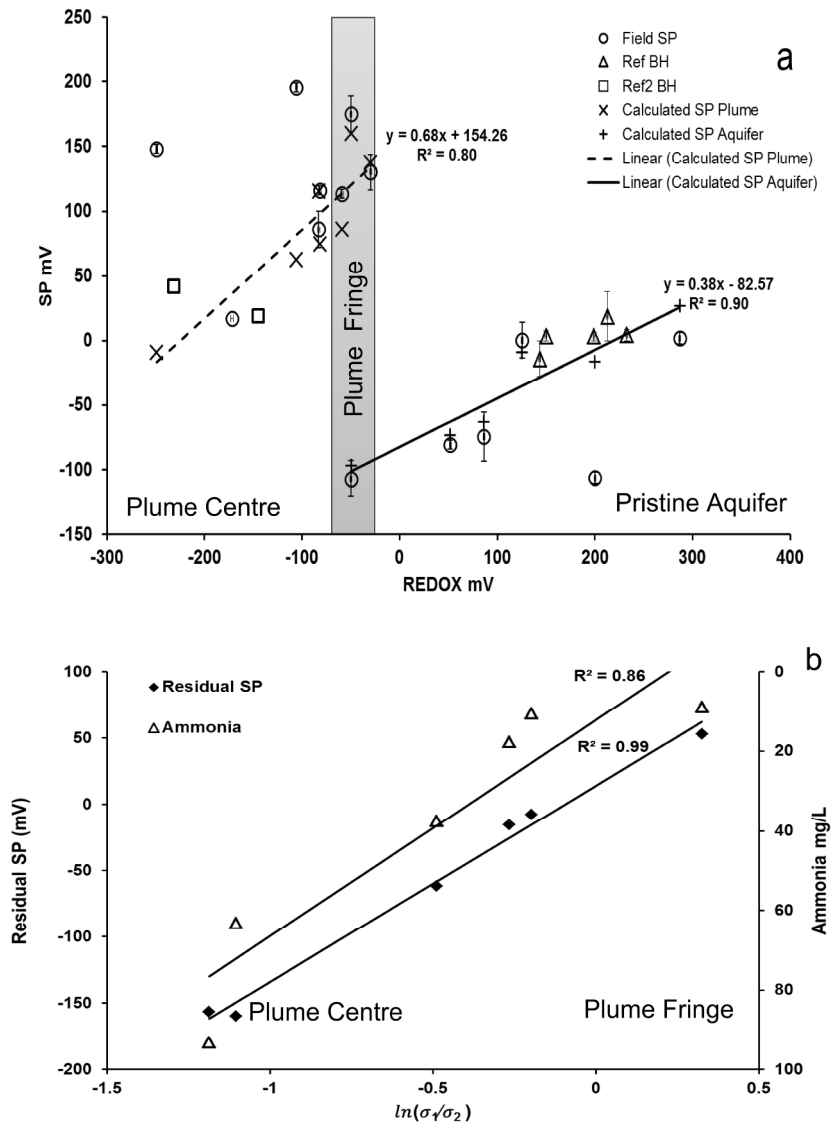 a
250
200
150
100
50
0
-50
-100
-150
SP mV
Field SP
Ref BH
Ref2 BH
Calculated SP Plume
Calculated SP Aquifer
Linear (Calculated SP Plume)
Linear (Calculated SP Aquifer)
y = 0.68x + 154.26
R² = 0.80
y = 0.38x - 82.57
R² = 0.90
Plume Fringe
Plume Centre
Pristine Aquifer
-300 -200 -100 0 100 200 300 400
REDOX mV
b
100
50
0
-50
-100
-150
-200
Residual SP (mV)
Residual SP
Ammonia
R² = 0.86
R² = 0.99
Plume Centre
Plume Fringe
0
20
40
60
80
100
Ammonia mg/L
-1.5 -1 -0.5 0 0.5
ln(σ₁/σ₂)